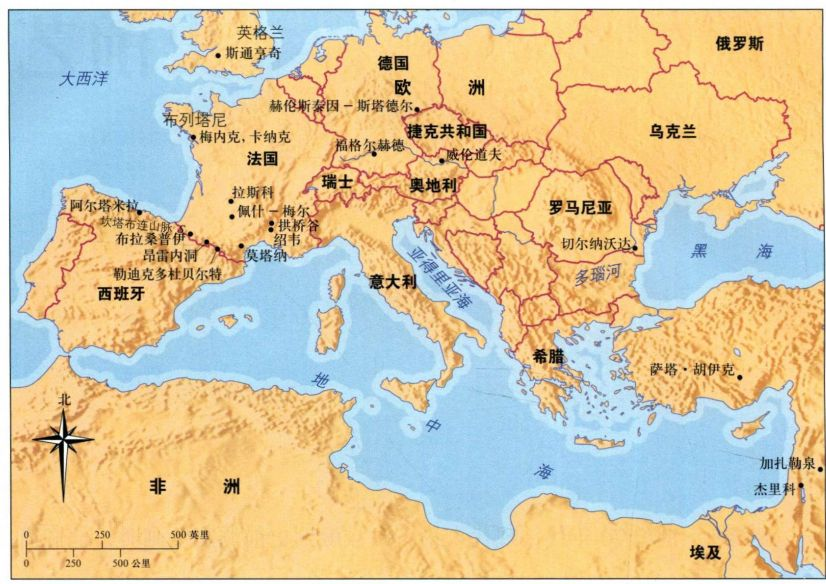 英格兰
斯通亨奇
俄罗斯
德国
大西洋
欧 洲
赫伦斯泰因－斯塔德尔
布列塔尼
捷克共和国
乌克兰
梅内克,卡纳克
福格尔赫德
威伦道夫
法国
瑞士
奥地利
拉斯科
阿尔塔米拉
佩什－梅尔
罗马尼亚
坎塔布连山脉
拱桥谷
布拉桑普伊
绍韦
切尔纳沃达
黑 海
昂雷内洞
莫塔纳
亚得里亚海
多瑙河
勒迪克多杜贝尔特
意大利
西班牙
希腊
萨塔·胡伊克
地
北
中
加扎勒泉
海
非 洲
杰里科
0 250 500 英里
埃及
0 250 500 公里